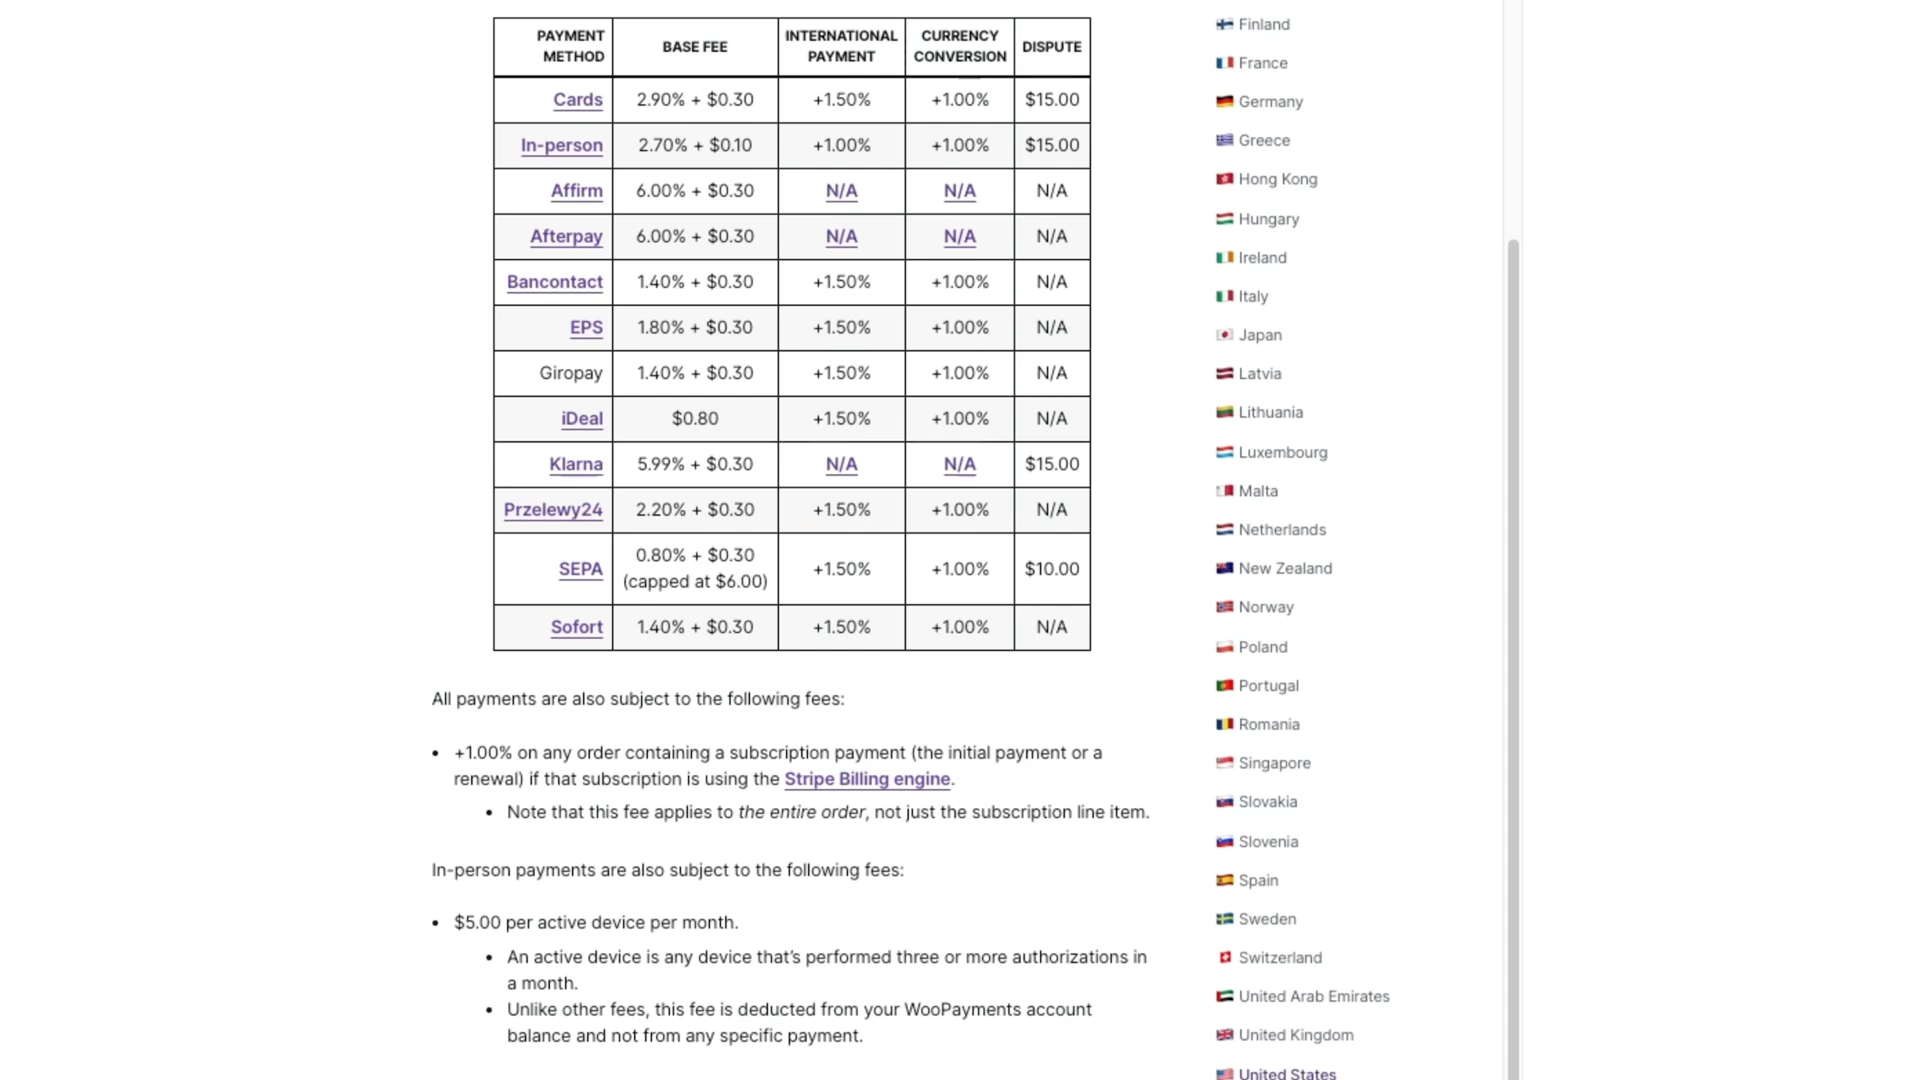 PAYMENT METHOD BASE FEE INTERNATIONAL PAYMENT CURRENCY CONVERSION DISPUTE
Cards 2.90% + $0.30 +1.50% +1.00% $15.00
In-person 2.70% + $0.10 +1.00% +1.00% $15.00
Affirm 6.00% + $0.30 N/A N/A N/A
Afterpay 6.00% + $0.30 N/A N/A N/A
Bancontact 1.40% + $0.30 +1.50% +1.00% N/A
EPS 1.80% + $0.30 +1.50% +1.00% N/A
Giropay 1.40% + $0.30 +1.50% +1.00% N/A
iDeal $0.80 +1.50% +1.00% N/A
Klarna 5.99% + $0.30 N/A N/A $15.00
Przelewy24 2.20% + $0.30 +1.50% +1.00% N/A
SEPA 0.80% + $0.30 (capped at $6.00) +1.50% +1.00% $10.00
Sofort 1.40% + $0.30 +1.50% +1.00% N/A
All payments are also subject to the following fees:
• +1.00% on any order containing a subscription payment (the initial payment or a
renewal) if that subscription is using the Stripe Billing engine.
• Note that this fee applies to the entire order, not just the subscription line item.
In-person payments are also subject to the following fees:
• $5.00 per active device per month.
• An active device is any device that's performed three or more authorizations in
a month.
• Unlike other fees, this fee is deducted from your WooPayments account
balance and not from any specific payment.
Finland
France
Germany
Greece
Hong Kong
Hungary
Ireland
Italy
Japan
Latvia
Lithuania
Luxembourg
Malta
Netherlands
New Zealand
Norway
Poland
Portugal
Romania
Singapore
Slovakia
Slovenia
Spain
Sweden
Switzerland
United Arab Emirates
United Kingdom
United States